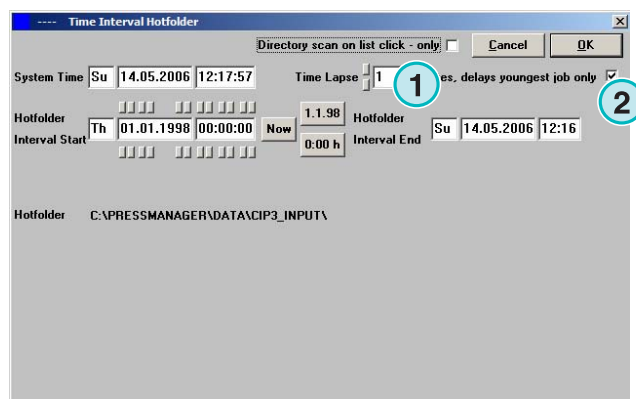 ---- Time Interval Hotfolder
Directory scan on list click - only Cancel OK
System Time Su 14.05.2006 12:17:57 Time Lapse 1 es, delays youngest job only
1
2
Hotfolder Interval Start Th 01.01.1998 00:00:00 Now 1.1.98 0:00 h Hotfolder Interval End Su 14.05.2006 12:16
Hotfolder C:\PRESSMANAGER\DATA\CIP3_INPUT\